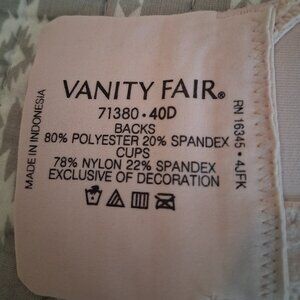 VANITY FAIR®
71380 • 40D
BACKS
80% POLYESTER 20% SPANDEX
CUPS
78% NYLON 22% SPANDEX
EXCLUSIVE OF DECORATION
MADE IN INDONESIA
RN 16345 • 4JFK